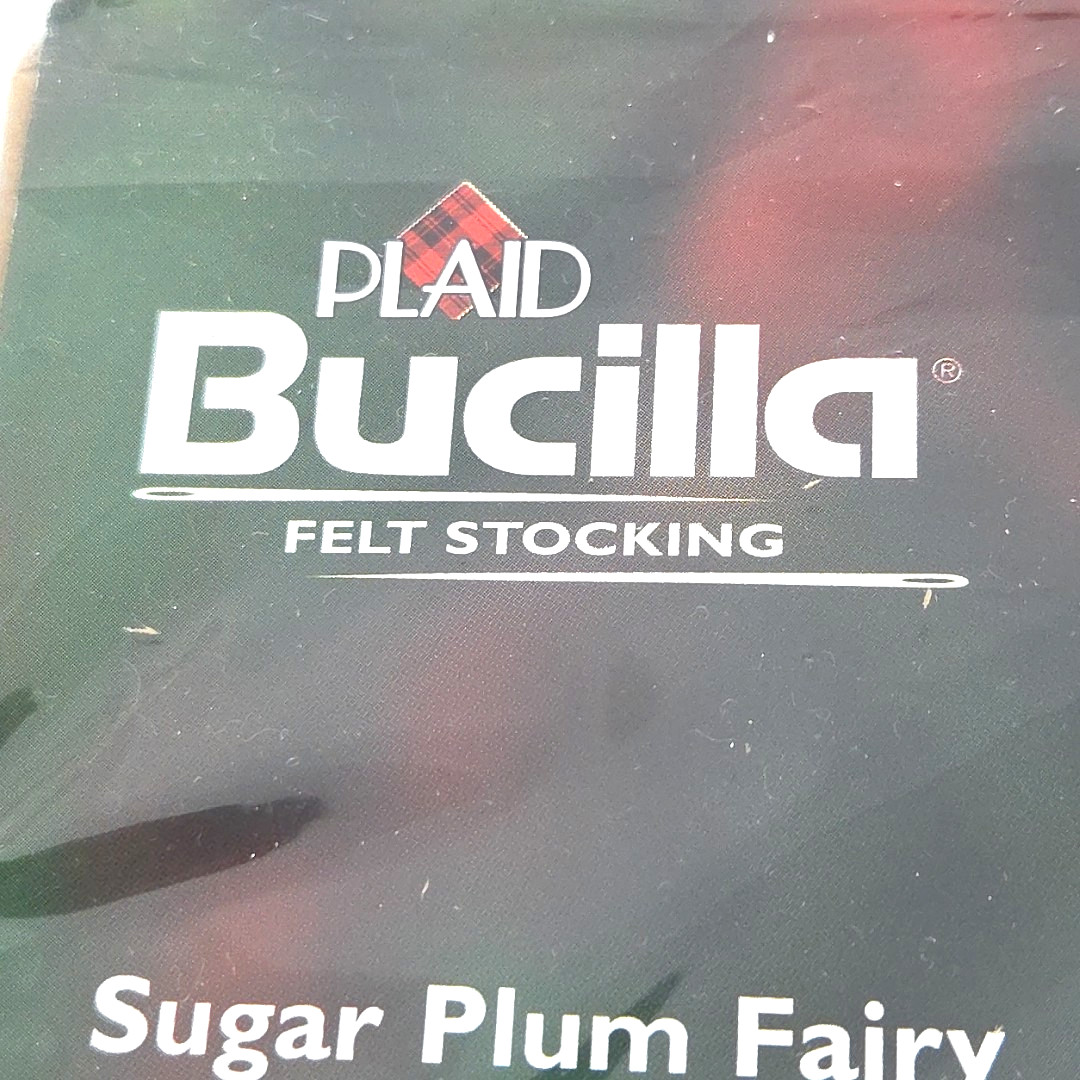 PLAID
Bucilla®
FELT STOCKING
Sugar Plum Fairy